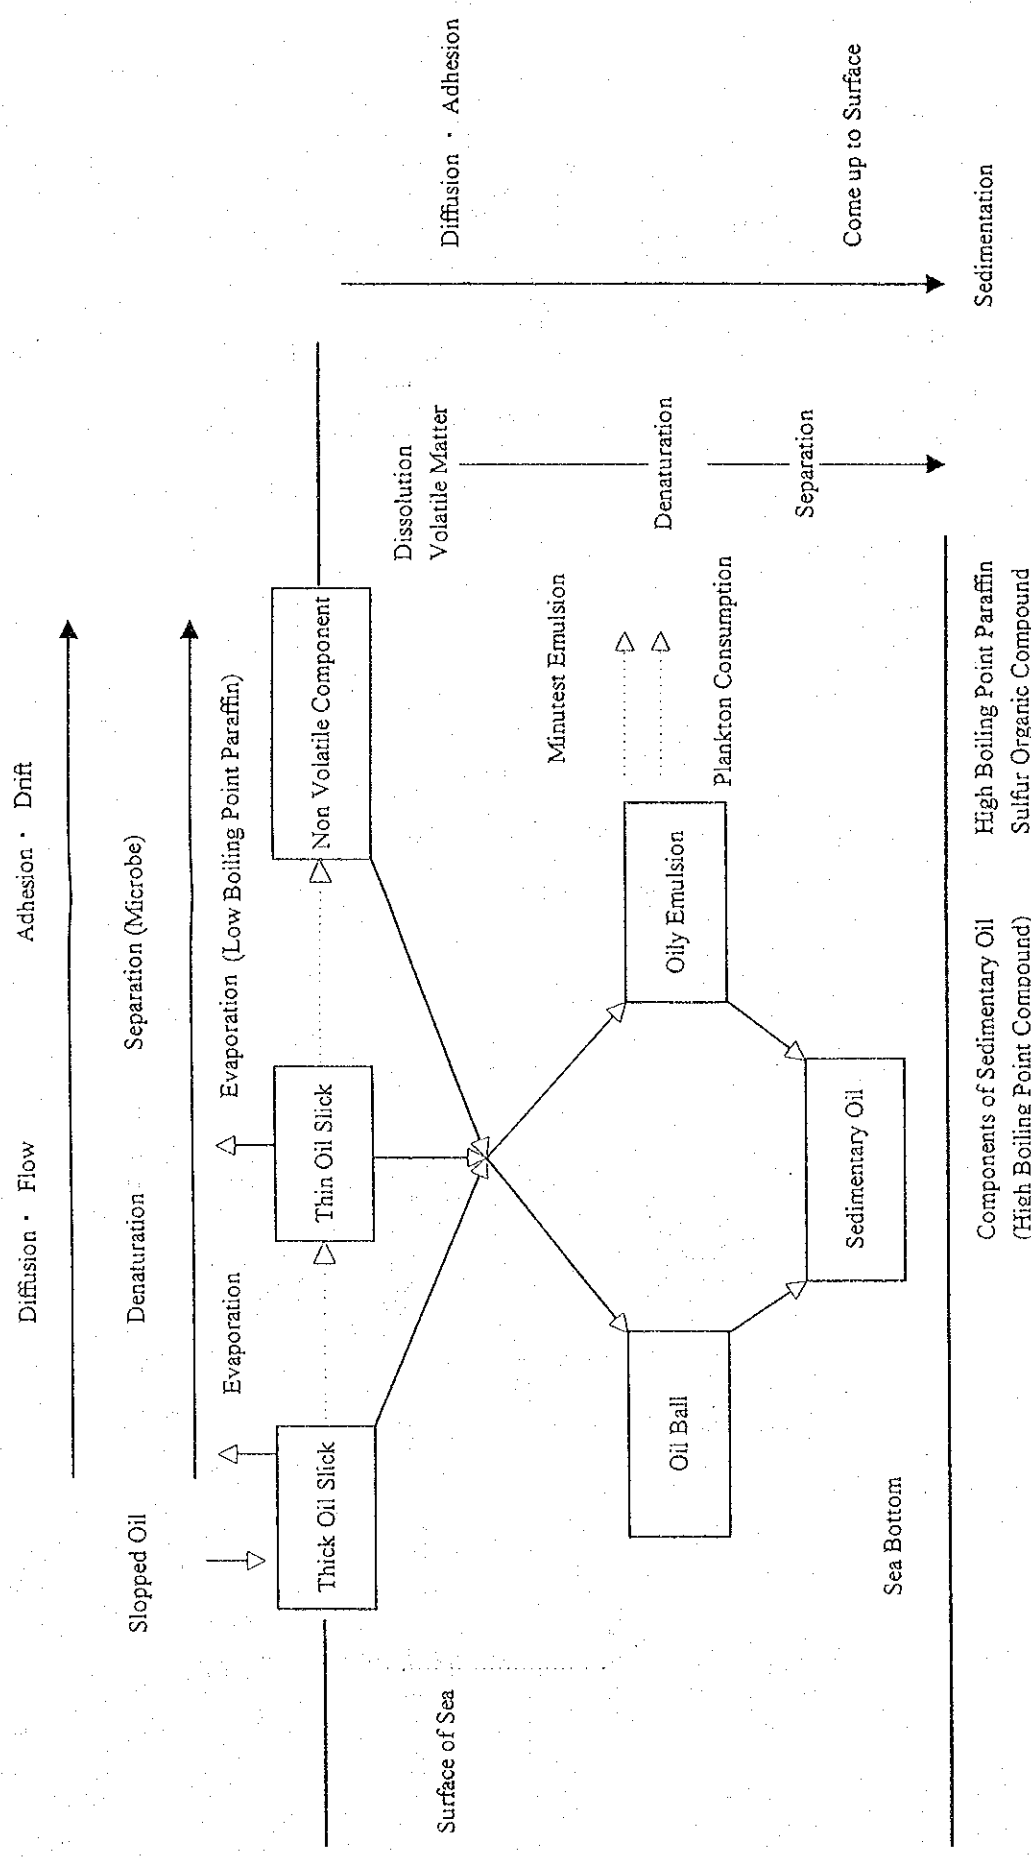 Diffusion · Flow
Adhesion · Drift
Slopped Oil
Denaturation
Separation (Microbe)
Evaporation
Evaporation (Low Boiling Point Paraffin)
Thick Oil Slick
Thin Oil Slick
Non Volatile Component
Surface of Sea
Dissolution
Volatile Matter
Diffusion · Adhesion
Minutest Emulsion
Oil Ball
Oily Emulsion
Denaturation
Plankton Consumption
Separation
Sedimentary Oil
Come up to Surface
Sea Bottom
Sedimentation
Components of Sedimentary Oil
(High Boiling Point Compound)
High Boiling Point Paraffin
Sulfur Organic Compound